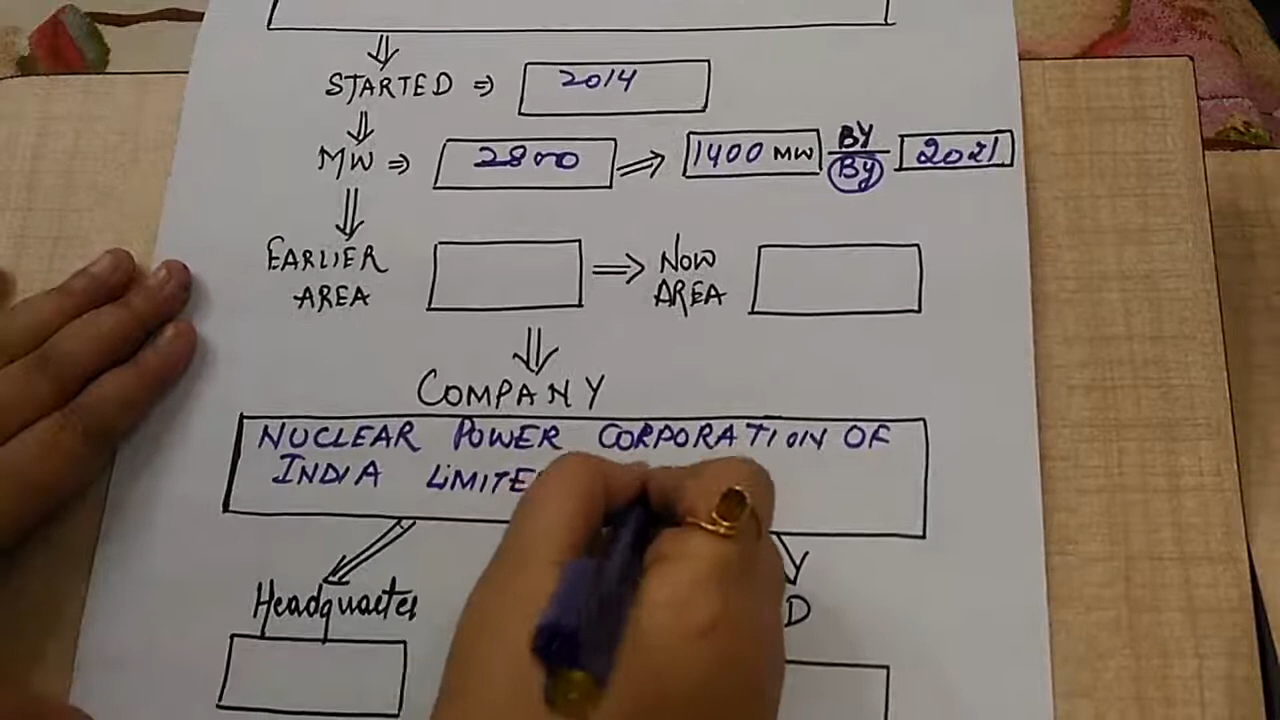 STARTED ⇒ 2014
MW ⇒ 2800 ⇒ 1400 MW BY By 2021
EARLIER AREA ⇒ NOW AREA
COMPANY
NUCLEAR POWER CORPORATION OF
INDIA LIMITE
Headquarter
D